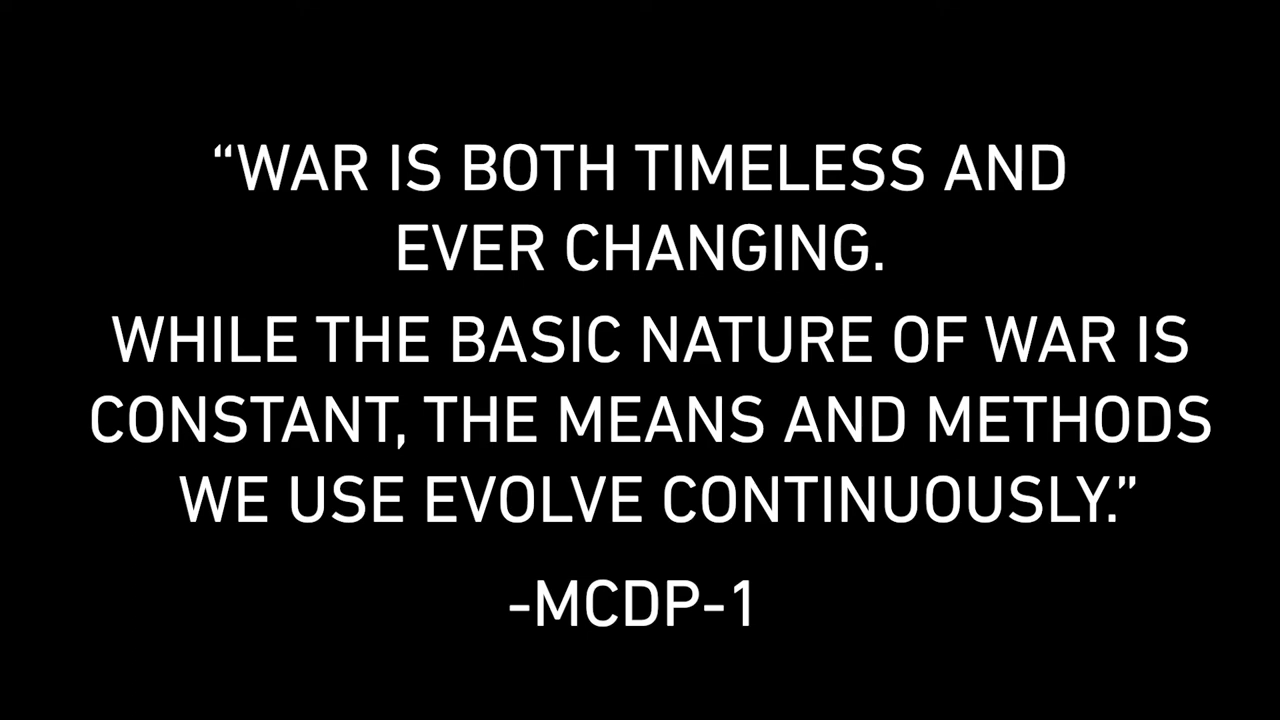 “WAR IS BOTH TIMELESS AND
EVER CHANGING.
WHILE THE BASIC NATURE OF WAR IS
CONSTANT, THE MEANS AND METHODS
WE USE EVOLVE CONTINUOUSLY.”
-MCDP-1